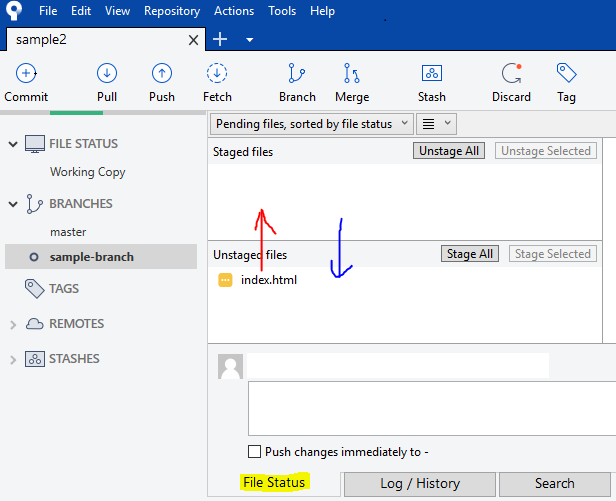 File Edit View Repository Actions Tools Help
sample2
Commit Pull Push Fetch Branch Merge Stash Discard Tag
Pending files, sorted by file status
FILE STATUS
Working Copy
BRANCHES
master
sample-branch
TAGS
REMOTES
STASHES
Staged files Unstage All Unstage Selected
Unstaged files Stage All Stage Selected
index.html
Push changes immediately to -
File Status Log / History Search